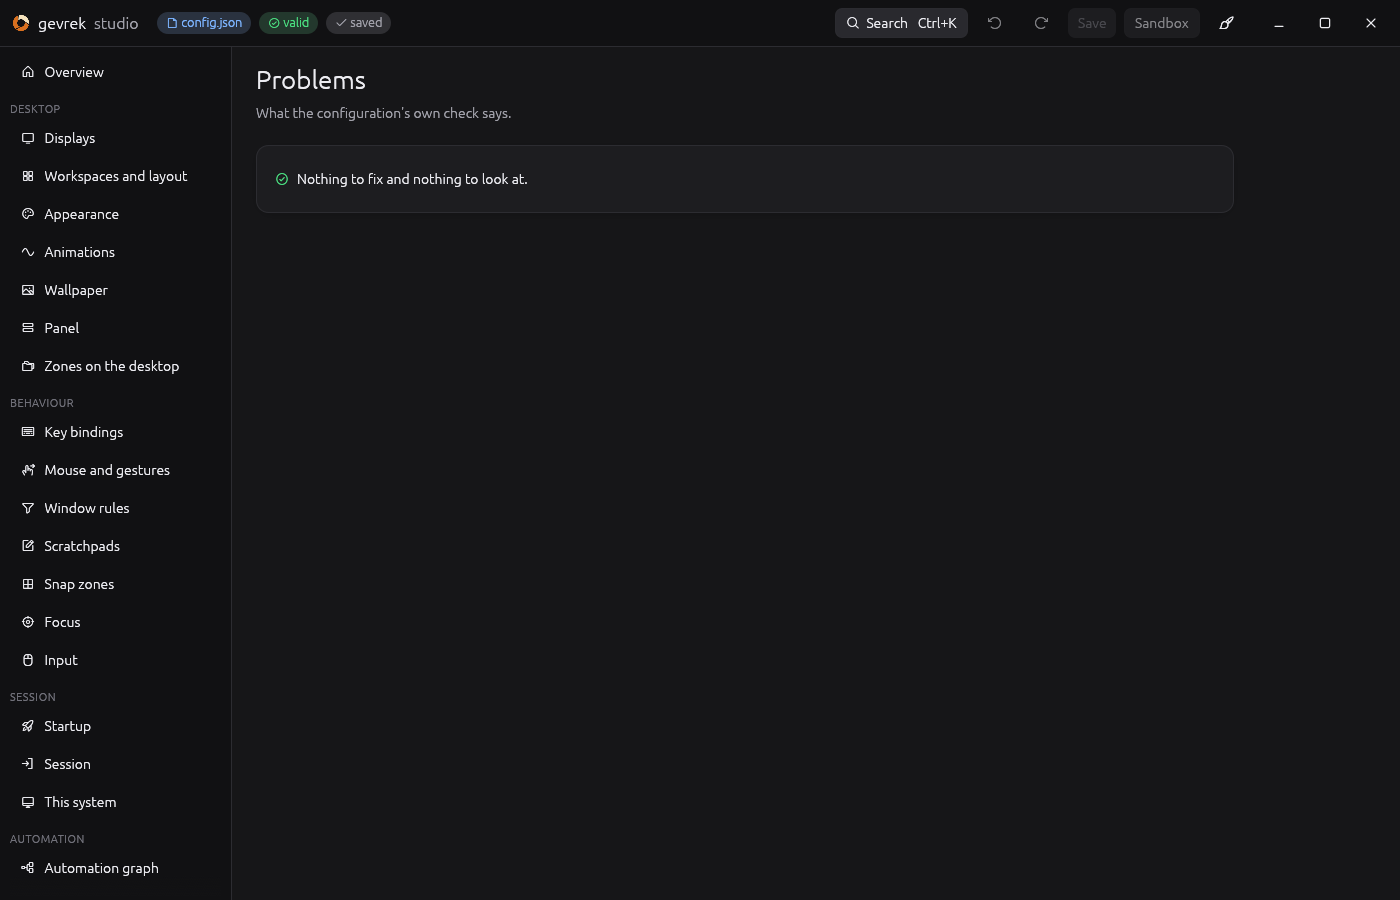 gevrek studio config.json valid saved Search Ctrl+K Save Sandbox
Overview
DESKTOP
Displays
Workspaces and layout
Appearance
Animations
Wallpaper
Panel
Zones on the desktop
BEHAVIOUR
Key bindings
Mouse and gestures
Window rules
Scratchpads
Snap zones
Focus
Input
SESSION
Startup
Session
This system
AUTOMATION
Automation graph
Problems
What the configuration's own check says.
Nothing to fix and nothing to look at.